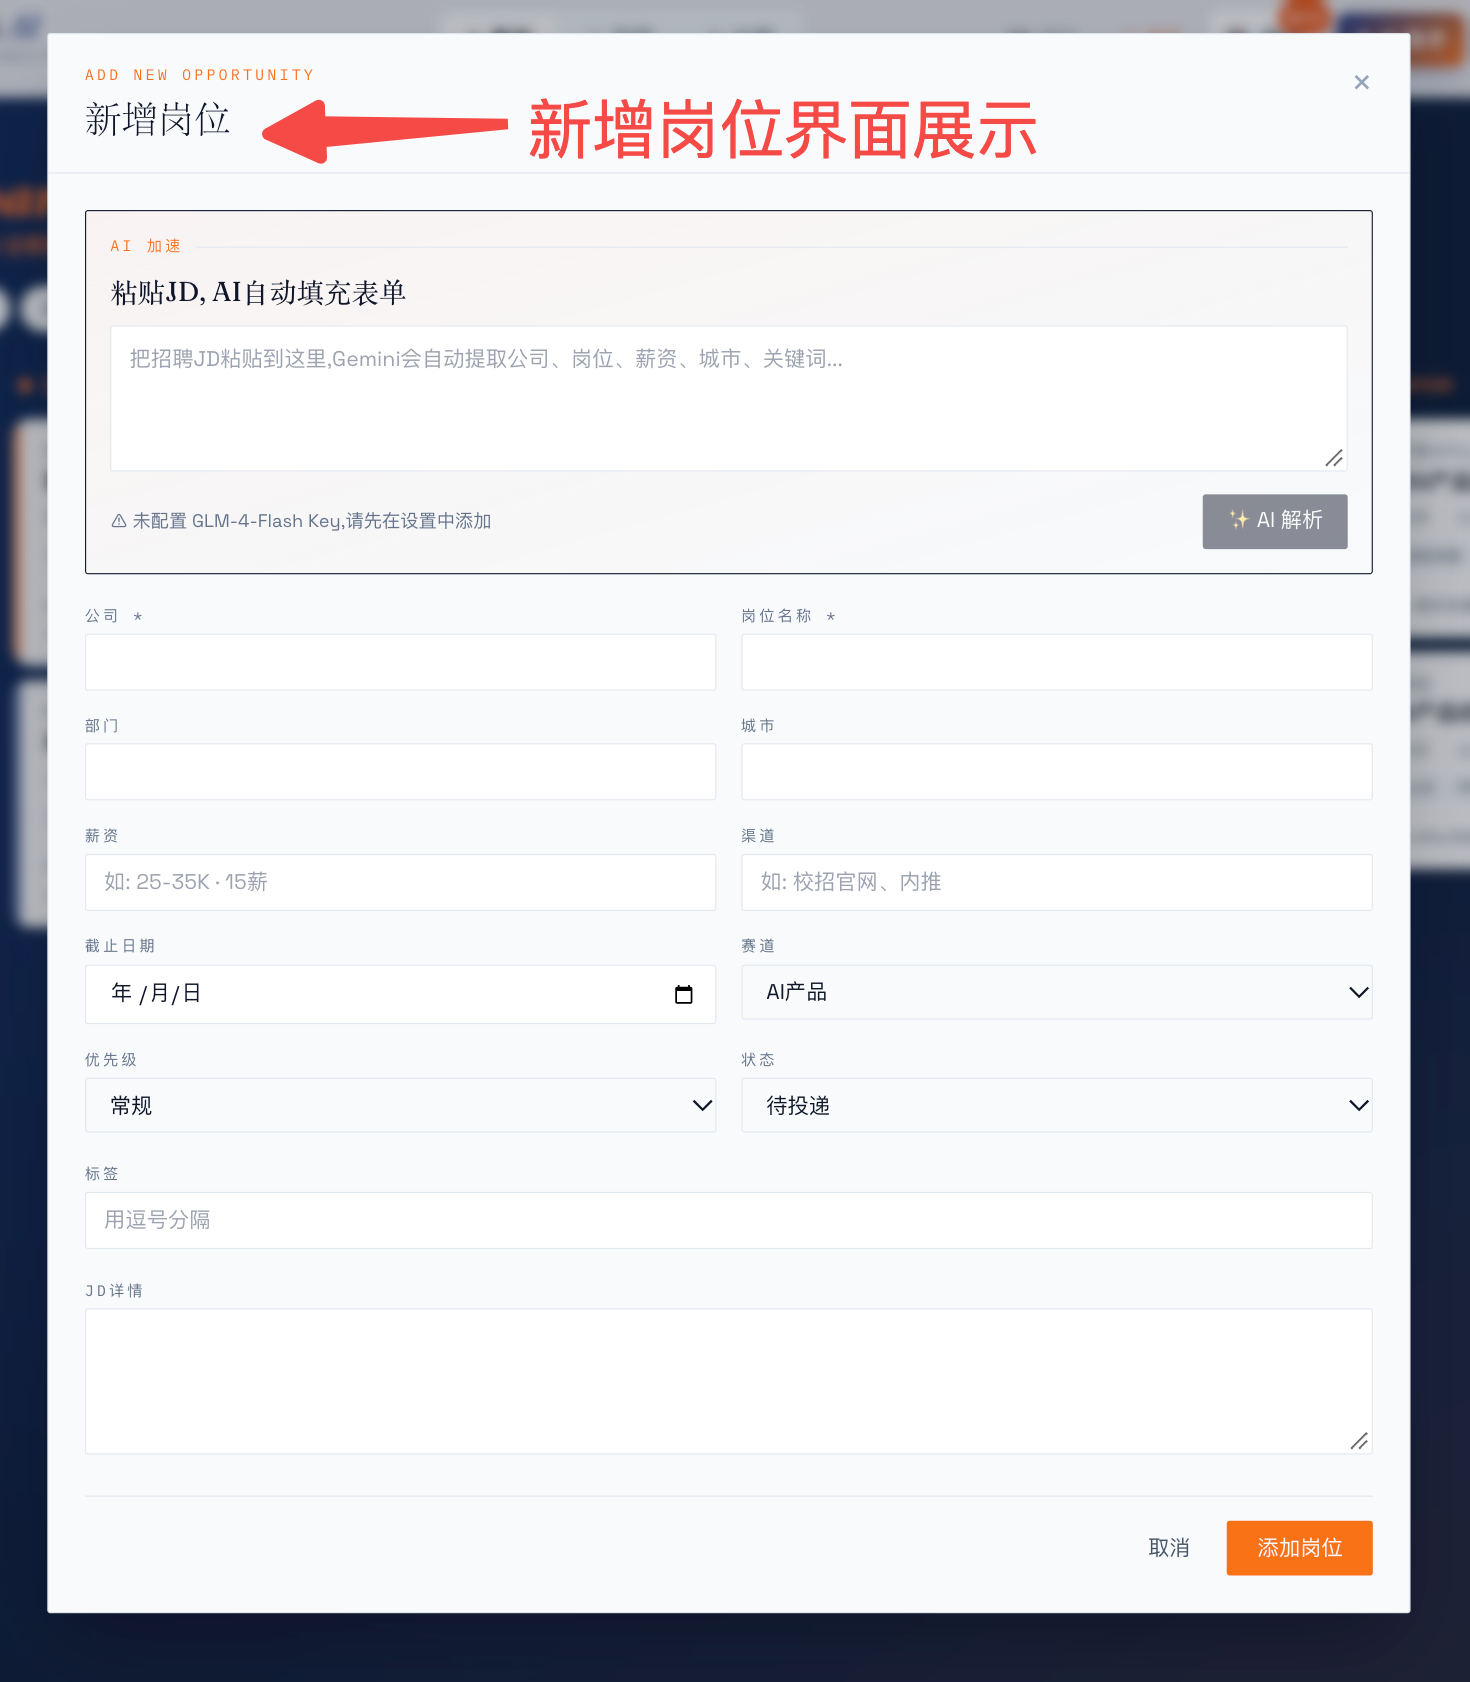 ADD NEW OPPORTUNITY
新增岗位
新增岗位界面展示
AI 加速
粘贴JD, AI自动填充表单
把招聘JD粘贴到这里,Gemini会自动提取公司、岗位、薪资、城市、关键词...
⚠ 未配置 GLM-4-Flash Key,请先在设置中添加
✨ AI 解析
公司 *
岗位名称 *
部门
城市
薪资
渠道
如: 25-35K · 15薪
如: 校招官网、内推
截止日期
赛道
年 /月/日
AI产品
优先级
状态
常规
待投递
标签
用逗号分隔
JD详情
取消
添加岗位